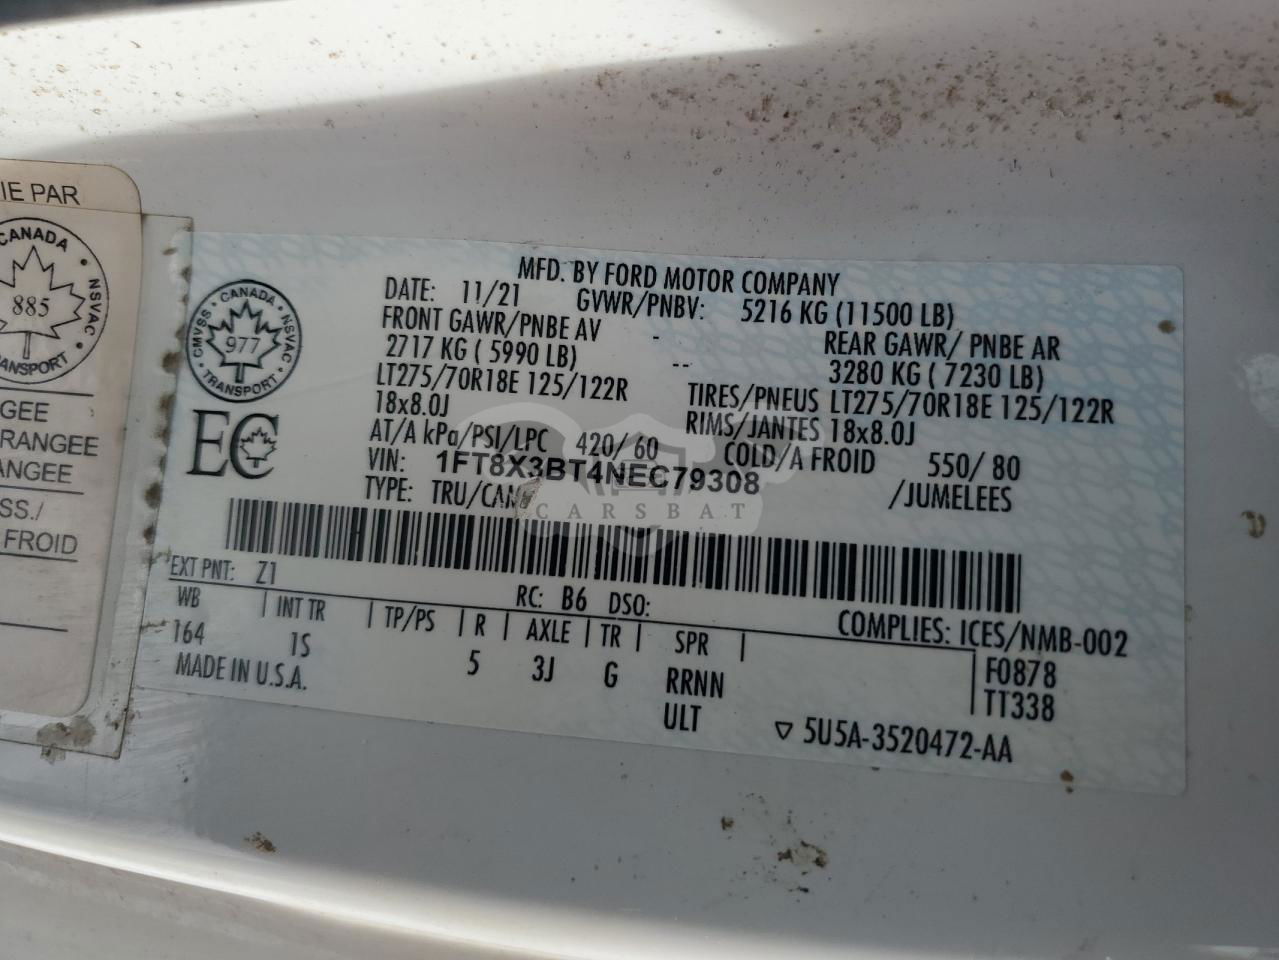 IE PAR
CANADA
NSVAC
885
TRANSPORT
GEE
RANGEE
ANGEE
SS./
FROID
MFD. BY FORD MOTOR COMPANY
DATE: 11/21 GVWR/PNBV: 5216 KG (11500 LB)
FRONT GAWR/PNBE AV - REAR GAWR/ PNBE AR
2717 KG ( 5990 LB) -- 3280 KG ( 7230 LB)
LT275/70R18E 125/122R TIRES/PNEUS LT275/70R18E 125/122R
18x8.0J RIMS/JANTES 18x8.0J
AT/A kPa/PSI/LPC 420/ 60 COLD/A FROID 550/ 80
VIN: 1FT8X3BT4NEC79308 /JUMELEES
TYPE: TRU/CAM
CARSBAT
CANADA
CMVSS
NSVAC
977
TRANSPORT
EC
EXT PNT: Z1 RC: B6 DSO:
WB | INT TR | TP/PS | R | AXLE | TR | SPR | COMPLIES: ICES/NMB-002
164 1S 5 3J G RRNN F0878
MADE IN U.S.A. ULT TT338
▽ 5U5A-3520472-AA